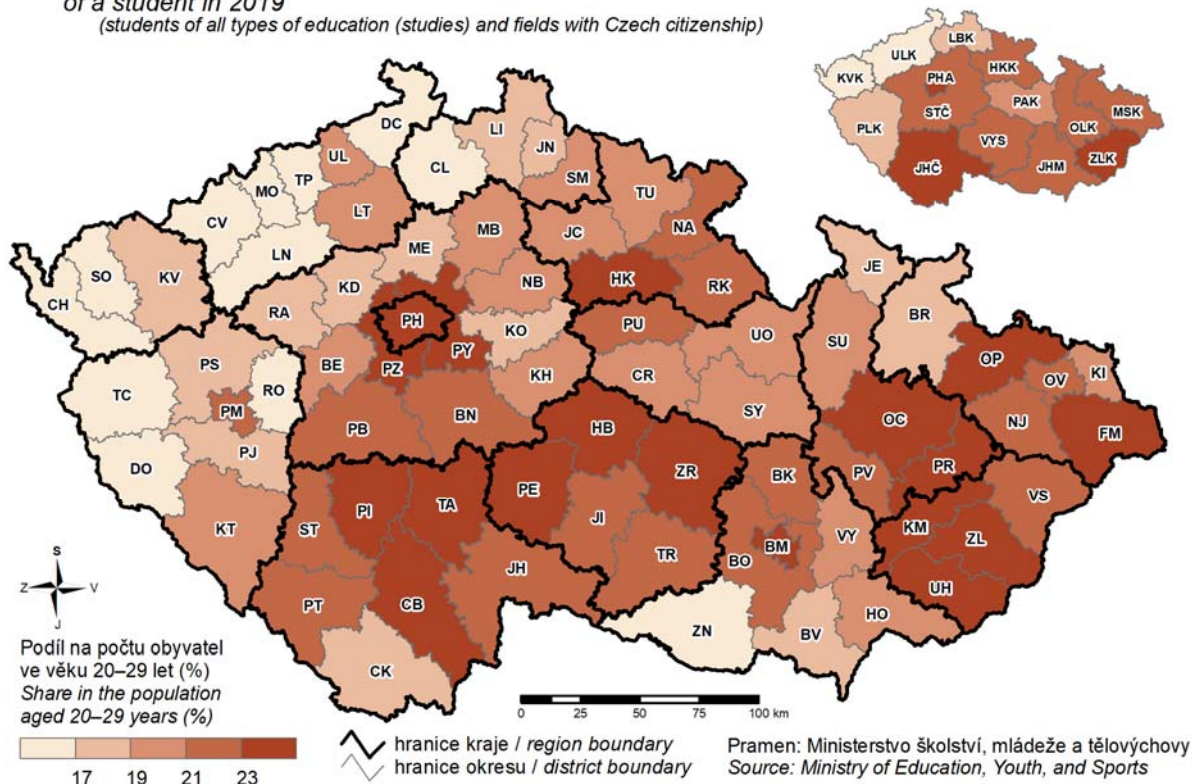 of a student in 2019
(students of all types of education (studies) and fields with Czech citizenship)
LBK
ULK
KVK
HKK
PHA
PAK
STČ
MSK
PLK
OLK
VYS
JHČ
JHM
ZLK
DC
LI
JN
UL
CL
TP
MO
SM
TU
CV
LT
NA
MB
JC
ME
LN
SO
KV
HK
RK
JE
CH
KD
NB
RA
PH
KO
PU
BR
UO
SU
PS
BE
PZ
PY
OP
TC
RO
KH
CR
OV
KI
PM
SY
OC
NJ
FM
PB
BN
HB
PJ
DO
PR
PV
ZR
BK
VS
PI
TA
PE
KT
ST
JI
KM
ZL
VY
BM
BO
TR
JH
UH
PT
CB
HO
ZN
BV
CK
S
Z
V
J
Podíl na počtu obyvatel
ve věku 20–29 let (%)
Share in the population
aged 20–29 years (%)
17 19 21 23
0 25 50 75 100 km
hranice kraje / region boundary
hranice okresu / district boundary
Pramen: Ministerstvo školství, mládeže a tělovýchovy
Source: Ministry of Education, Youth, and Sports